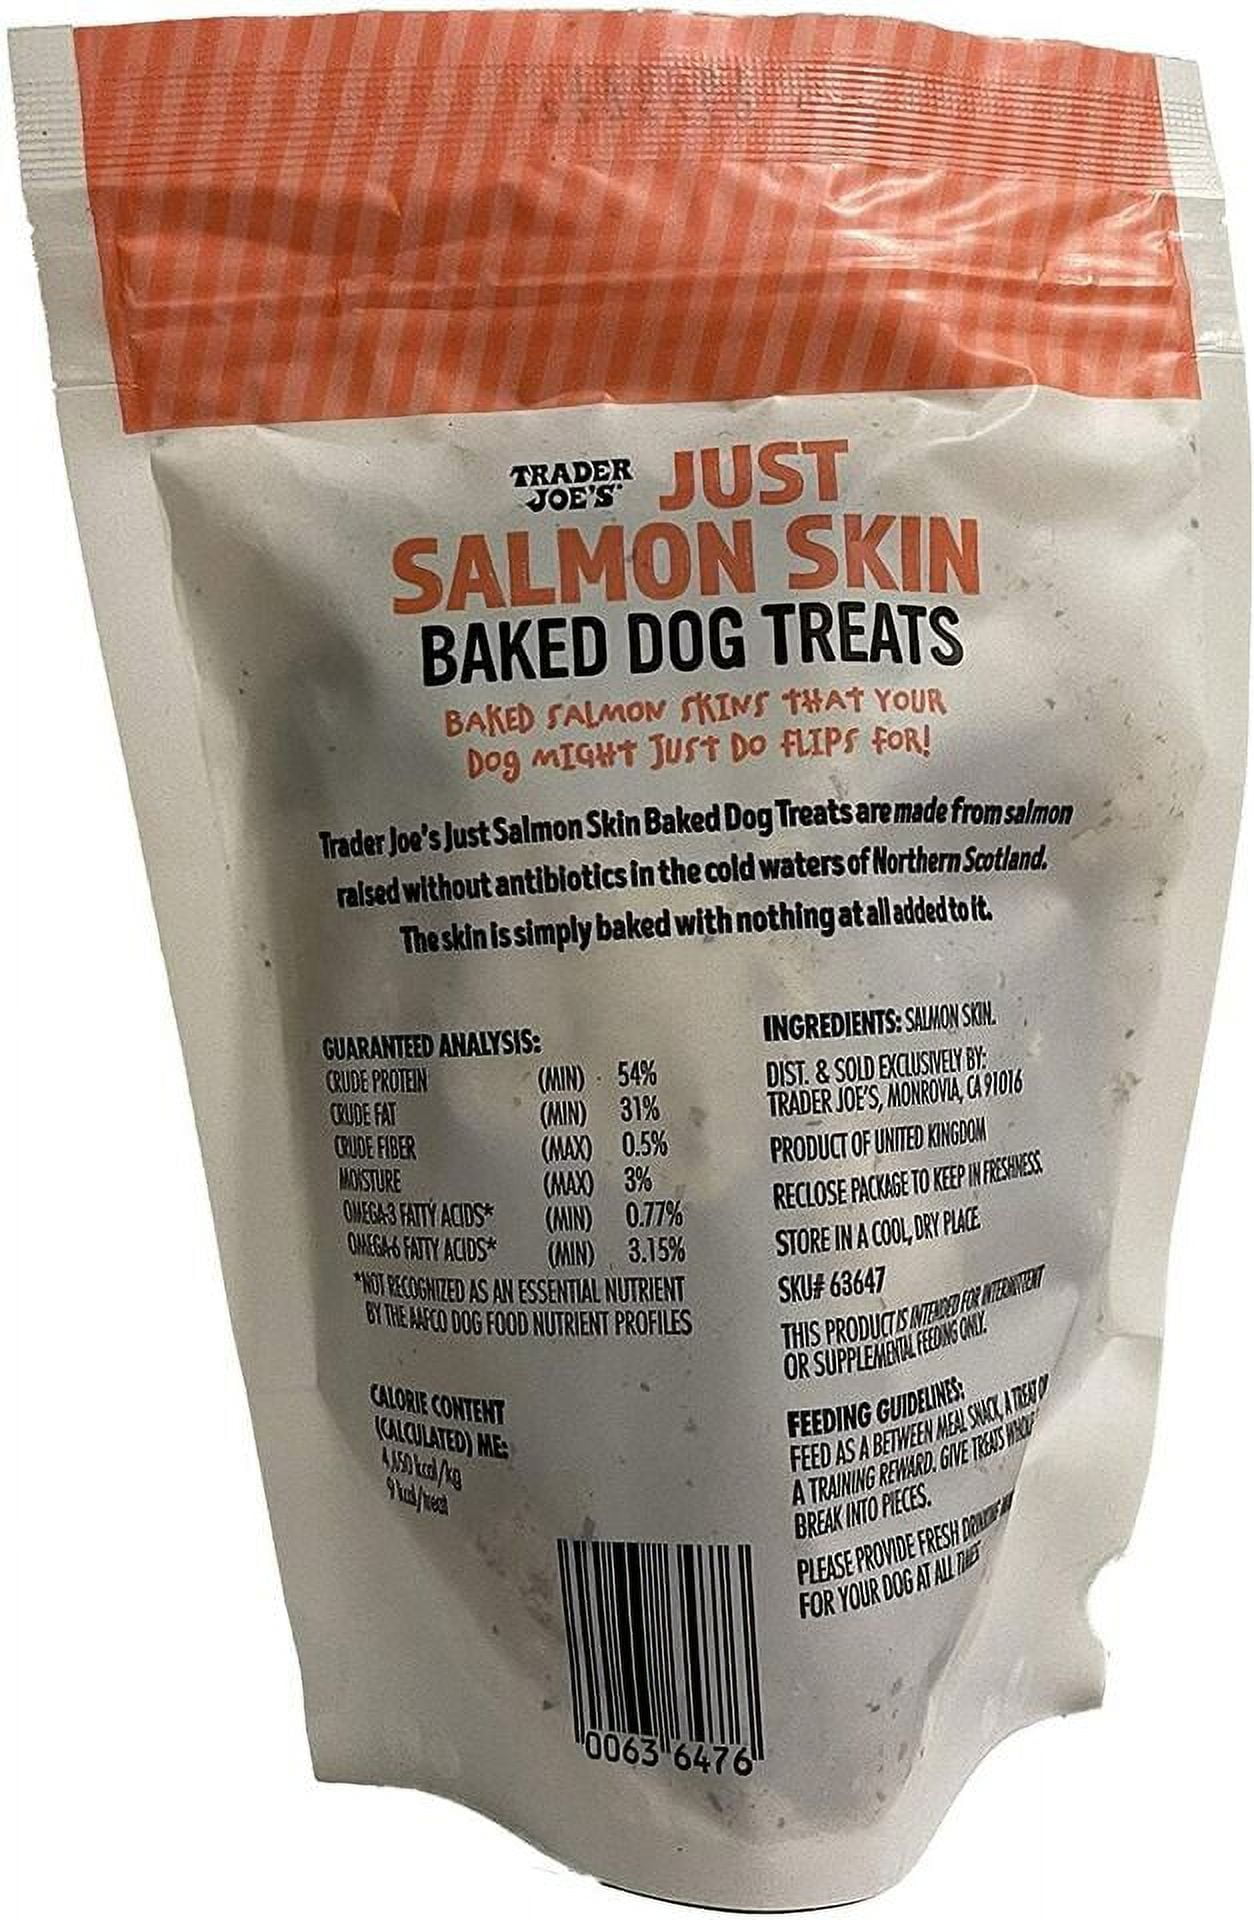 TRADER JOE'S JUST
SALMON SKIN
BAKED DOG TREATS
BAKED SALMON SKINS THAT YOUR
DOG MIGHT JUST DO FLIPS FOR!
Trader Joe's Just Salmon Skin Baked Dog Treats are made from salmon
raised without antibiotics in the cold waters of Northern Scotland.
The skin is simply baked with nothing at all added to it.
GUARANTEED ANALYSIS:
CRUDE PROTEIN (MIN) 54%
CRUDE FAT (MIN) 31%
CRUDE FIBER (MAX) 0.5%
MOISTURE (MAX) 3%
OMEGA-3 FATTY ACIDS* (MIN) 0.77%
OMEGA-6 FATTY ACIDS* (MIN) 3.15%
*NOT RECOGNIZED AS AN ESSENTIAL NUTRIENT
BY THE AAFCO DOG FOOD NUTRIENT PROFILES
CALORIE CONTENT
(CALCULATED) ME:
4,650 kcal/kg
9 kcal/treat
INGREDIENTS: SALMON SKIN.
DIST. & SOLD EXCLUSIVELY BY:
TRADER JOE'S, MONROVIA, CA 91016
PRODUCT OF UNITED KINGDOM
RECLOSE PACKAGE TO KEEP IN FRESHNESS.
STORE IN A COOL, DRY PLACE.
SKU# 63647
THIS PRODUCT IS INTENDED FOR INTERMITTENT
OR SUPPLEMENTAL FEEDING ONLY.
FEEDING GUIDELINES:
FEED AS A BETWEEN MEAL SNACK, A TREAT OR
A TRAINING REWARD. GIVE TREATS WHOLE
BREAK INTO PIECES.
PLEASE PROVIDE FRESH DRINKING
FOR YOUR DOG AT ALL TIMES
0063 6476